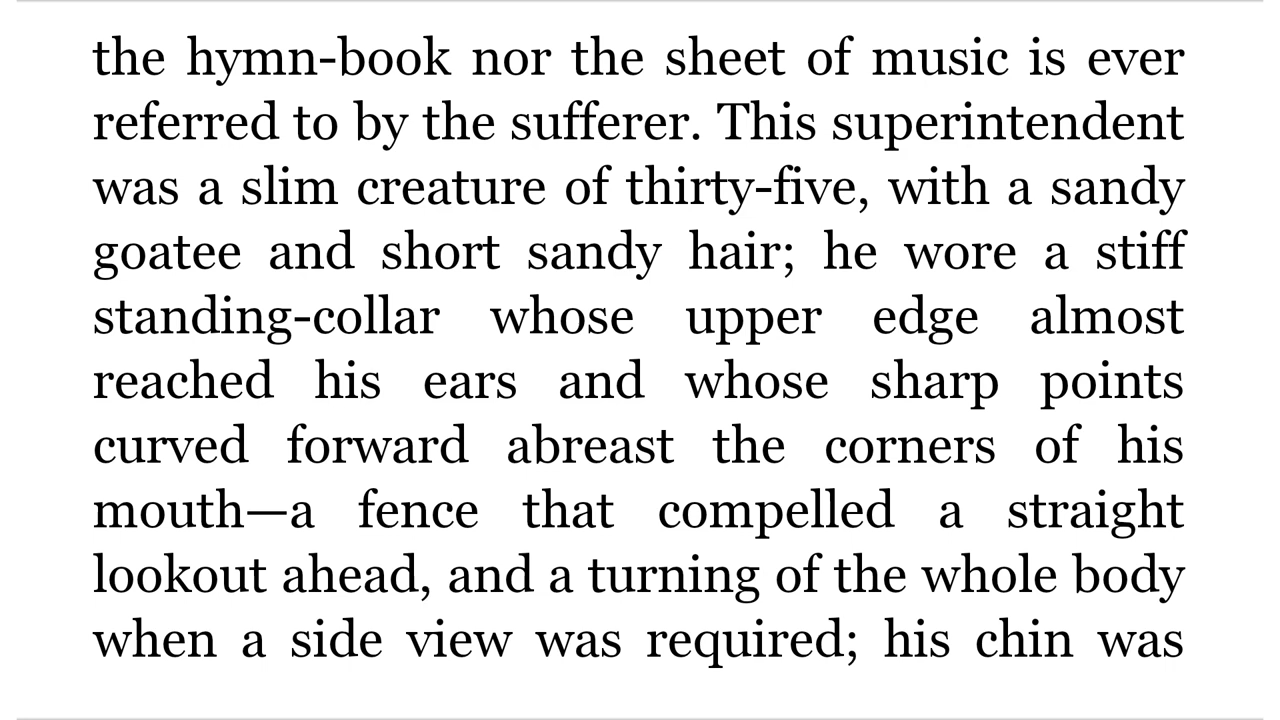 the hymn-book nor the sheet of music is ever
referred to by the sufferer. This superintendent
was a slim creature of thirty-five, with a sandy
goatee and short sandy hair; he wore a stiff
standing-collar whose upper edge almost
reached his ears and whose sharp points
curved forward abreast the corners of his
mouth—a fence that compelled a straight
lookout ahead, and a turning of the whole body
when a side view was required; his chin was